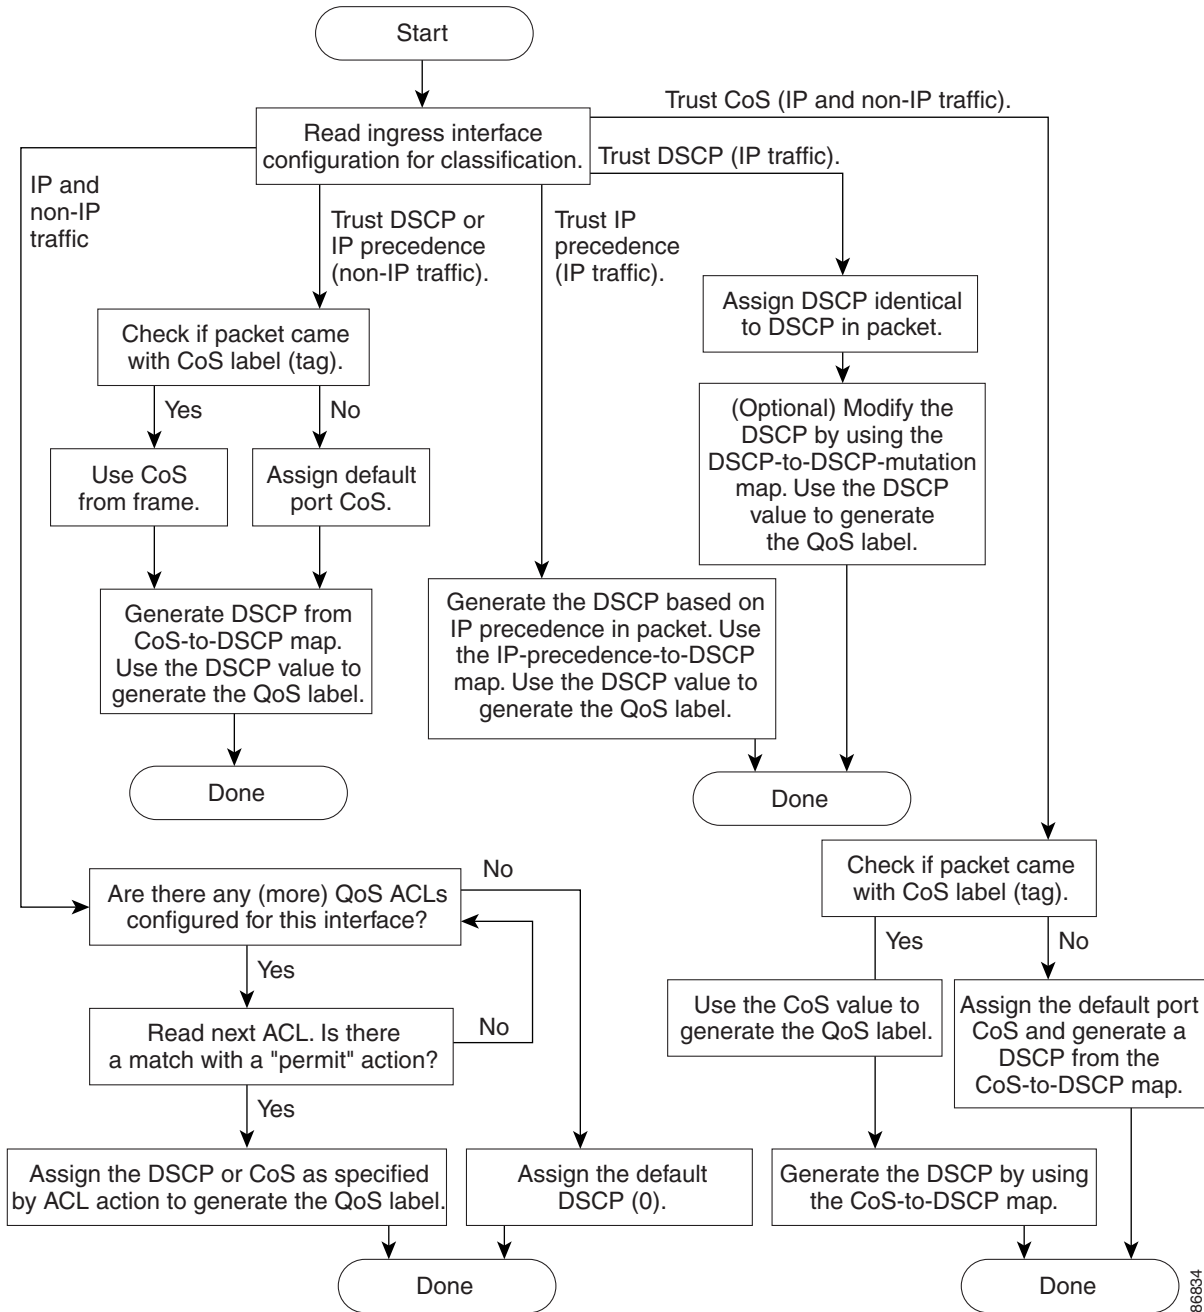 Start
Trust CoS (IP and non-IP traffic).
Read ingress interface
configuration for classification.
Trust DSCP (IP traffic).
IP and
non-IP
traffic
Trust DSCP or
IP precedence
(non-IP traffic).
Trust IP
precedence
(IP traffic).
Assign DSCP identical
to DSCP in packet.
Check if packet came
with CoS label (tag).
Yes
No
(Optional) Modify the
DSCP by using the
DSCP-to-DSCP-mutation
map. Use the DSCP
value to generate
the QoS label.
Use CoS
from frame.
Assign default
port CoS.
Generate DSCP from
CoS-to-DSCP map.
Use the DSCP value to
generate the QoS label.
Generate the DSCP based on
IP precedence in packet. Use
the IP-precedence-to-DSCP
map. Use the DSCP value to
generate the QoS label.
Done
Done
Are there any (more) QoS ACLs
configured for this interface?
No
Yes
Read next ACL. Is there
a match with a "permit" action?
No
Yes
Assign the DSCP or CoS as specified
by ACL action to generate the QoS label.
Assign the default
DSCP (0).
Done
Check if packet came
with CoS label (tag).
Yes
No
Use the CoS value to
generate the QoS label.
Assign the default port
CoS and generate a
DSCP from the
CoS-to-DSCP map.
Generate the DSCP by using
the CoS-to-DSCP map.
Done
86834